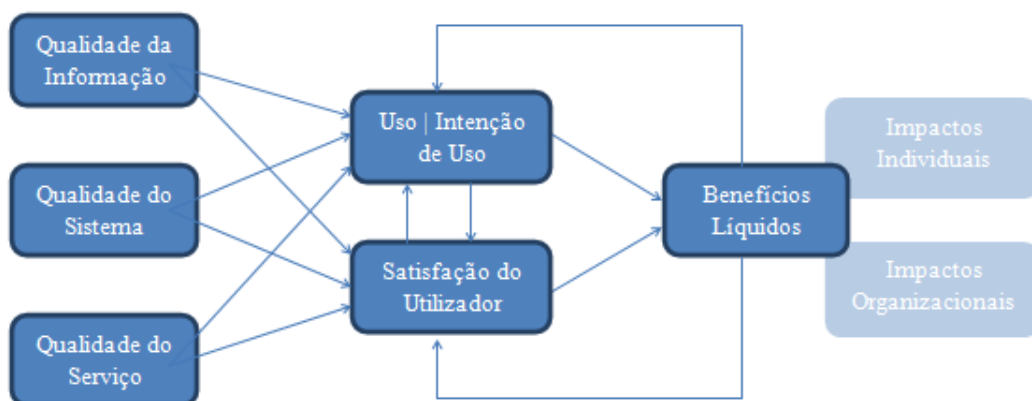 Qualidade da
Informação
Uso | Intenção
de Uso
Impactos
Individuais
Qualidade do
Sistema
Benefícios
Líquidos
Satisfação do
Utilizador
Impactos
Organizacionais
Qualidade do
Serviço